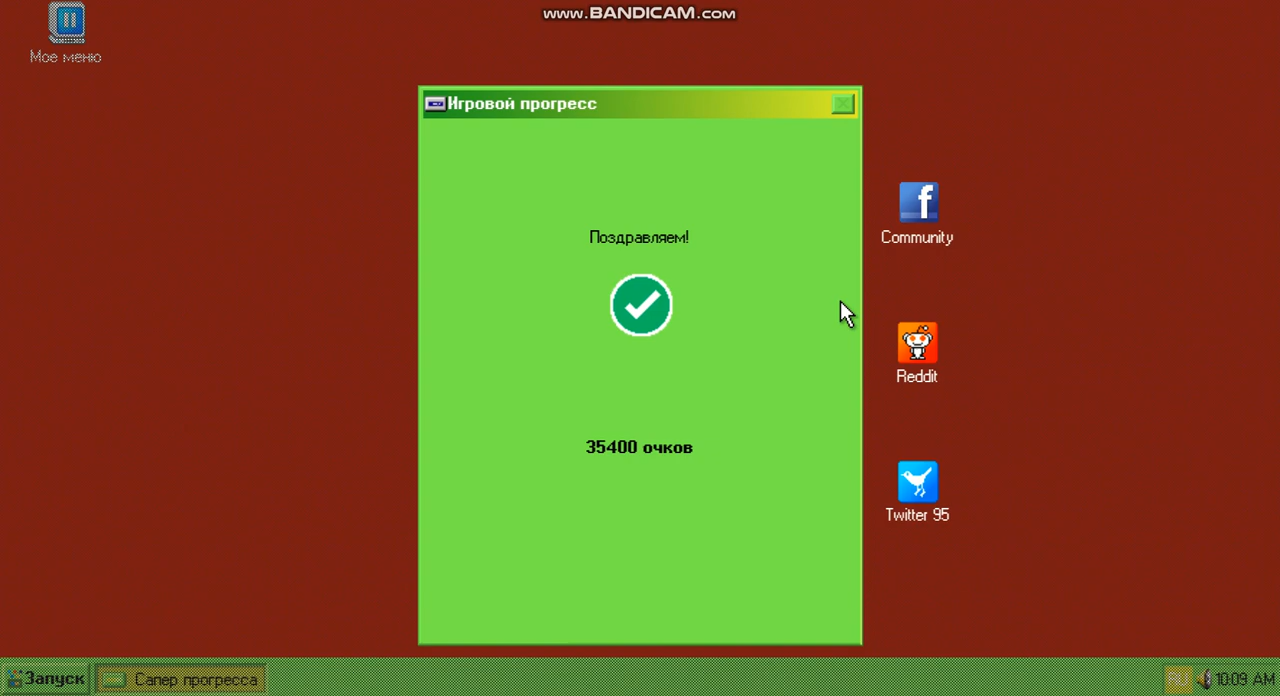 www.BANDICAM.com
Мое меню
Игровой прогресс
Поздравляем!
35400 очков
Community
Reddit
Twitter 95
Запуск
Сапер прогресса
RU
10:09 AM